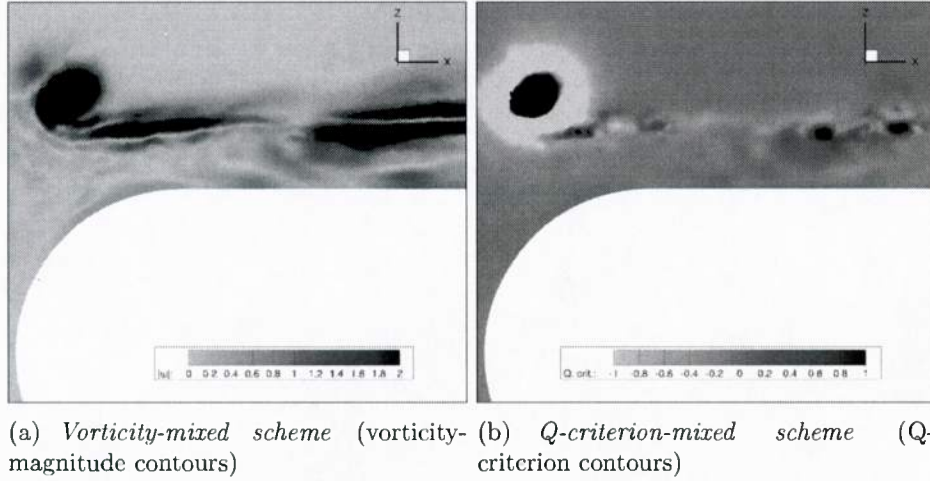 z
x
z
x
|ω|: 0 0.2 0.4 0.6 0.8 1 1.2 1.4 1.6 1.8 2
Q. crit.: -1 -0.8 -0.6 -0.4 -0.2 0 0.2 0.4 0.6 0.8 1
(a) Vorticity-mixed scheme (vorticity-
magnitude contours)
(b) Q-criterion-mixed scheme (Q-
criterion contours)